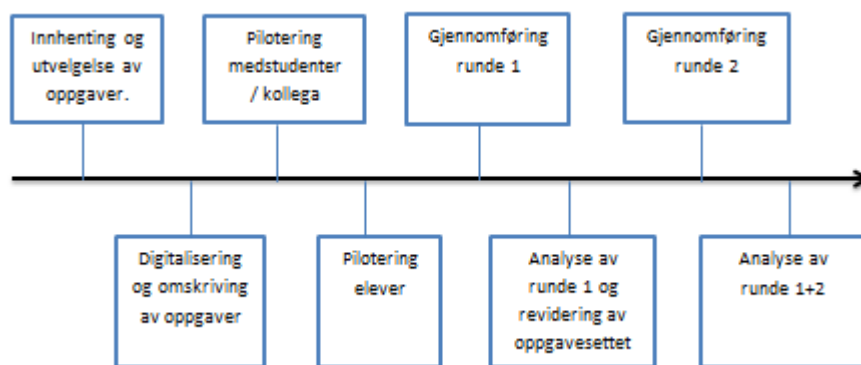 Innhenting og
utvelgelse av
oppgaver.
Pilotering
medstudenter
/ kollega
Gjennomføring
runde 1
Gjennomføring
runde 2
Digitalisering
og omskriving
av oppgaver
Pilotering
elever
Analyse av
runde 1 og
revidering av
oppgavesettet
Analyse av
runde 1+2